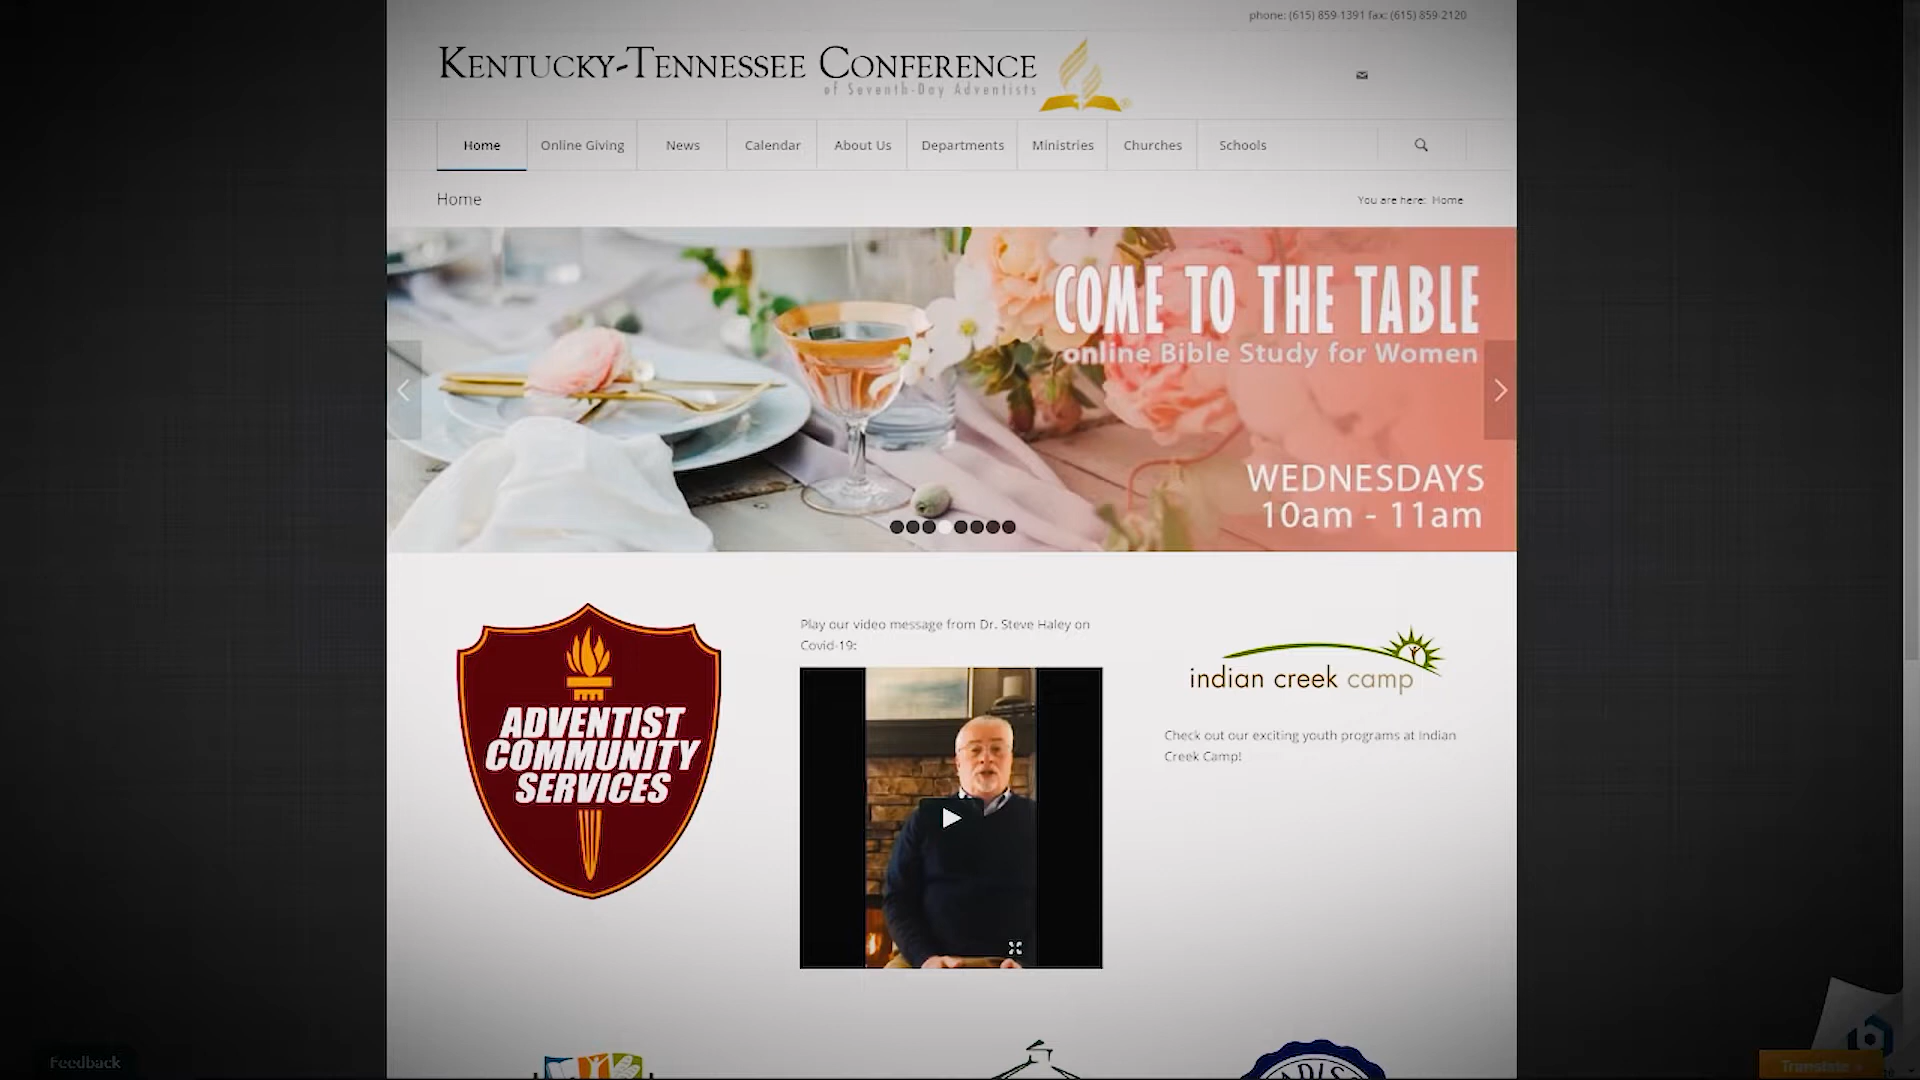 phone: (615) 859-1391 fax: (615) 859-2120
KENTUCKY-TENNESSEE CONFERENCE
of Seventh-Day Adventists
Home
Online Giving
News
Calendar
About Us
Departments
Ministries
Churches
Schools
Home
You are here: Home
COME TO THE TABLE
online Bible Study for Women
WEDNESDAYS
10am - 11am
ADVENTIST
COMMUNITY
SERVICES
Play our video message from Dr. Steve Haley on
Covid-19:
indian creek camp
Check out our exciting youth programs at Indian
Creek Camp!
Feedback
Translate